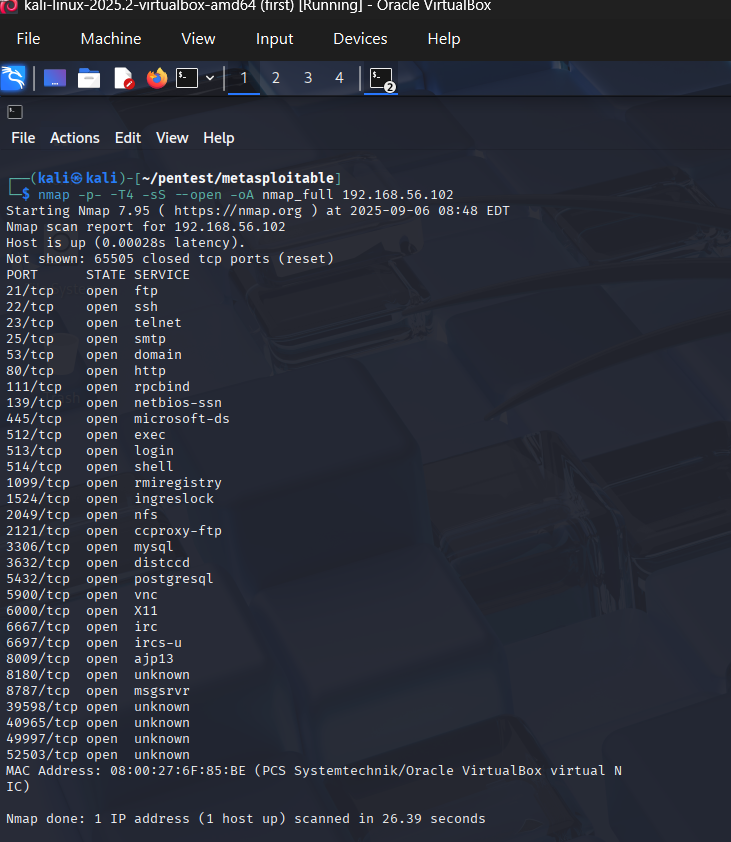 kali-linux-2025.2-virtualbox-amd64 (first) [Running] - Oracle VirtualBox
File Machine View Input Devices Help
1 2 3 4 2
File Actions Edit View Help
┌──(kali㉿kali)-[~/pentest/metasploitable]
└─$ nmap -p- -T4 -sS --open -oA nmap_full 192.168.56.102
Starting Nmap 7.95 ( https://nmap.org ) at 2025-09-06 08:48 EDT
Nmap scan report for 192.168.56.102
Host is up (0.00028s latency).
Not shown: 65505 closed tcp ports (reset)
PORT      STATE SERVICE
21/tcp    open  ftp
22/tcp    open  ssh
23/tcp    open  telnet
25/tcp    open  smtp
53/tcp    open  domain
80/tcp    open  http
111/tcp   open  rpcbind
139/tcp   open  netbios-ssn
445/tcp   open  microsoft-ds
512/tcp   open  exec
513/tcp   open  login
514/tcp   open  shell
1099/tcp  open  rmiregistry
1524/tcp  open  ingreslock
2049/tcp  open  nfs
2121/tcp  open  ccproxy-ftp
3306/tcp  open  mysql
3632/tcp  open  distccd
5432/tcp  open  postgresql
5900/tcp  open  vnc
6000/tcp  open  X11
6667/tcp  open  irc
6697/tcp  open  ircs-u
8009/tcp  open  ajp13
8180/tcp  open  unknown
8787/tcp  open  msgsrvr
39598/tcp open  unknown
40965/tcp open  unknown
49997/tcp open  unknown
52503/tcp open  unknown
MAC Address: 08:00:27:6F:85:BE (PCS Systemtechnik/Oracle VirtualBox virtual N
IC)
Nmap done: 1 IP address (1 host up) scanned in 26.39 seconds